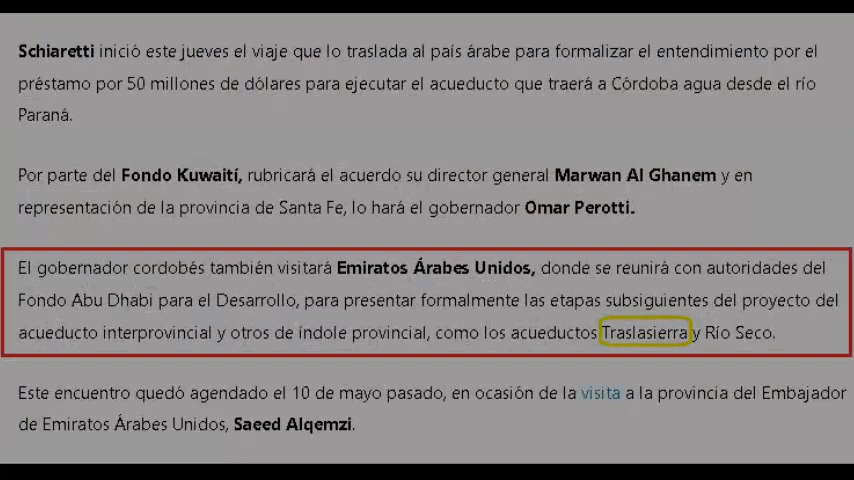 Schiaretti inició este jueves el viaje que lo traslada al país árabe para formalizar el entendimiento por el
préstamo por 50 millones de dólares para ejecutar el acueducto que traerá a Córdoba agua desde el río
Paraná.
Por parte del Fondo Kuwaití, rubricará el acuerdo su director general Marwan Al Ghanem y en
representación de la provincia de Santa Fe, lo hará el gobernador Omar Perotti.
El gobernador cordobés también visitará Emiratos Árabes Unidos, donde se reunirá con autoridades del
Fondo Abu Dhabi para el Desarrollo, para presentar formalmente las etapas subsiguientes del proyecto del
acueducto interprovincial y otros de índole provincial, como los acueductos Traslasierra y Río Seco.
Este encuentro quedó agendado el 10 de mayo pasado, en ocasión de la visita a la provincia del Embajador
de Emiratos Árabes Unidos, Saeed Alqemzi.